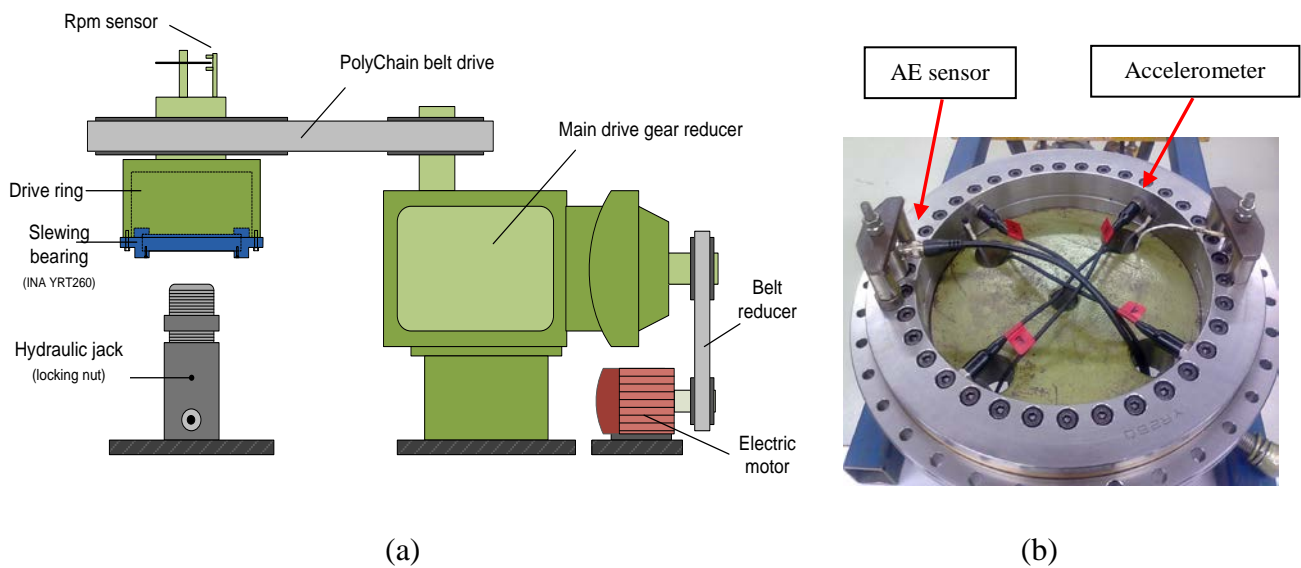 Rpm sensor
PolyChain belt drive
Main drive gear reducer
Drive ring
Slewing
bearing
(INA YRT260)
Hydraulic jack
(locking nut)
Belt
reducer
Electric
motor
AE sensor
Accelerometer
(a)
(b)